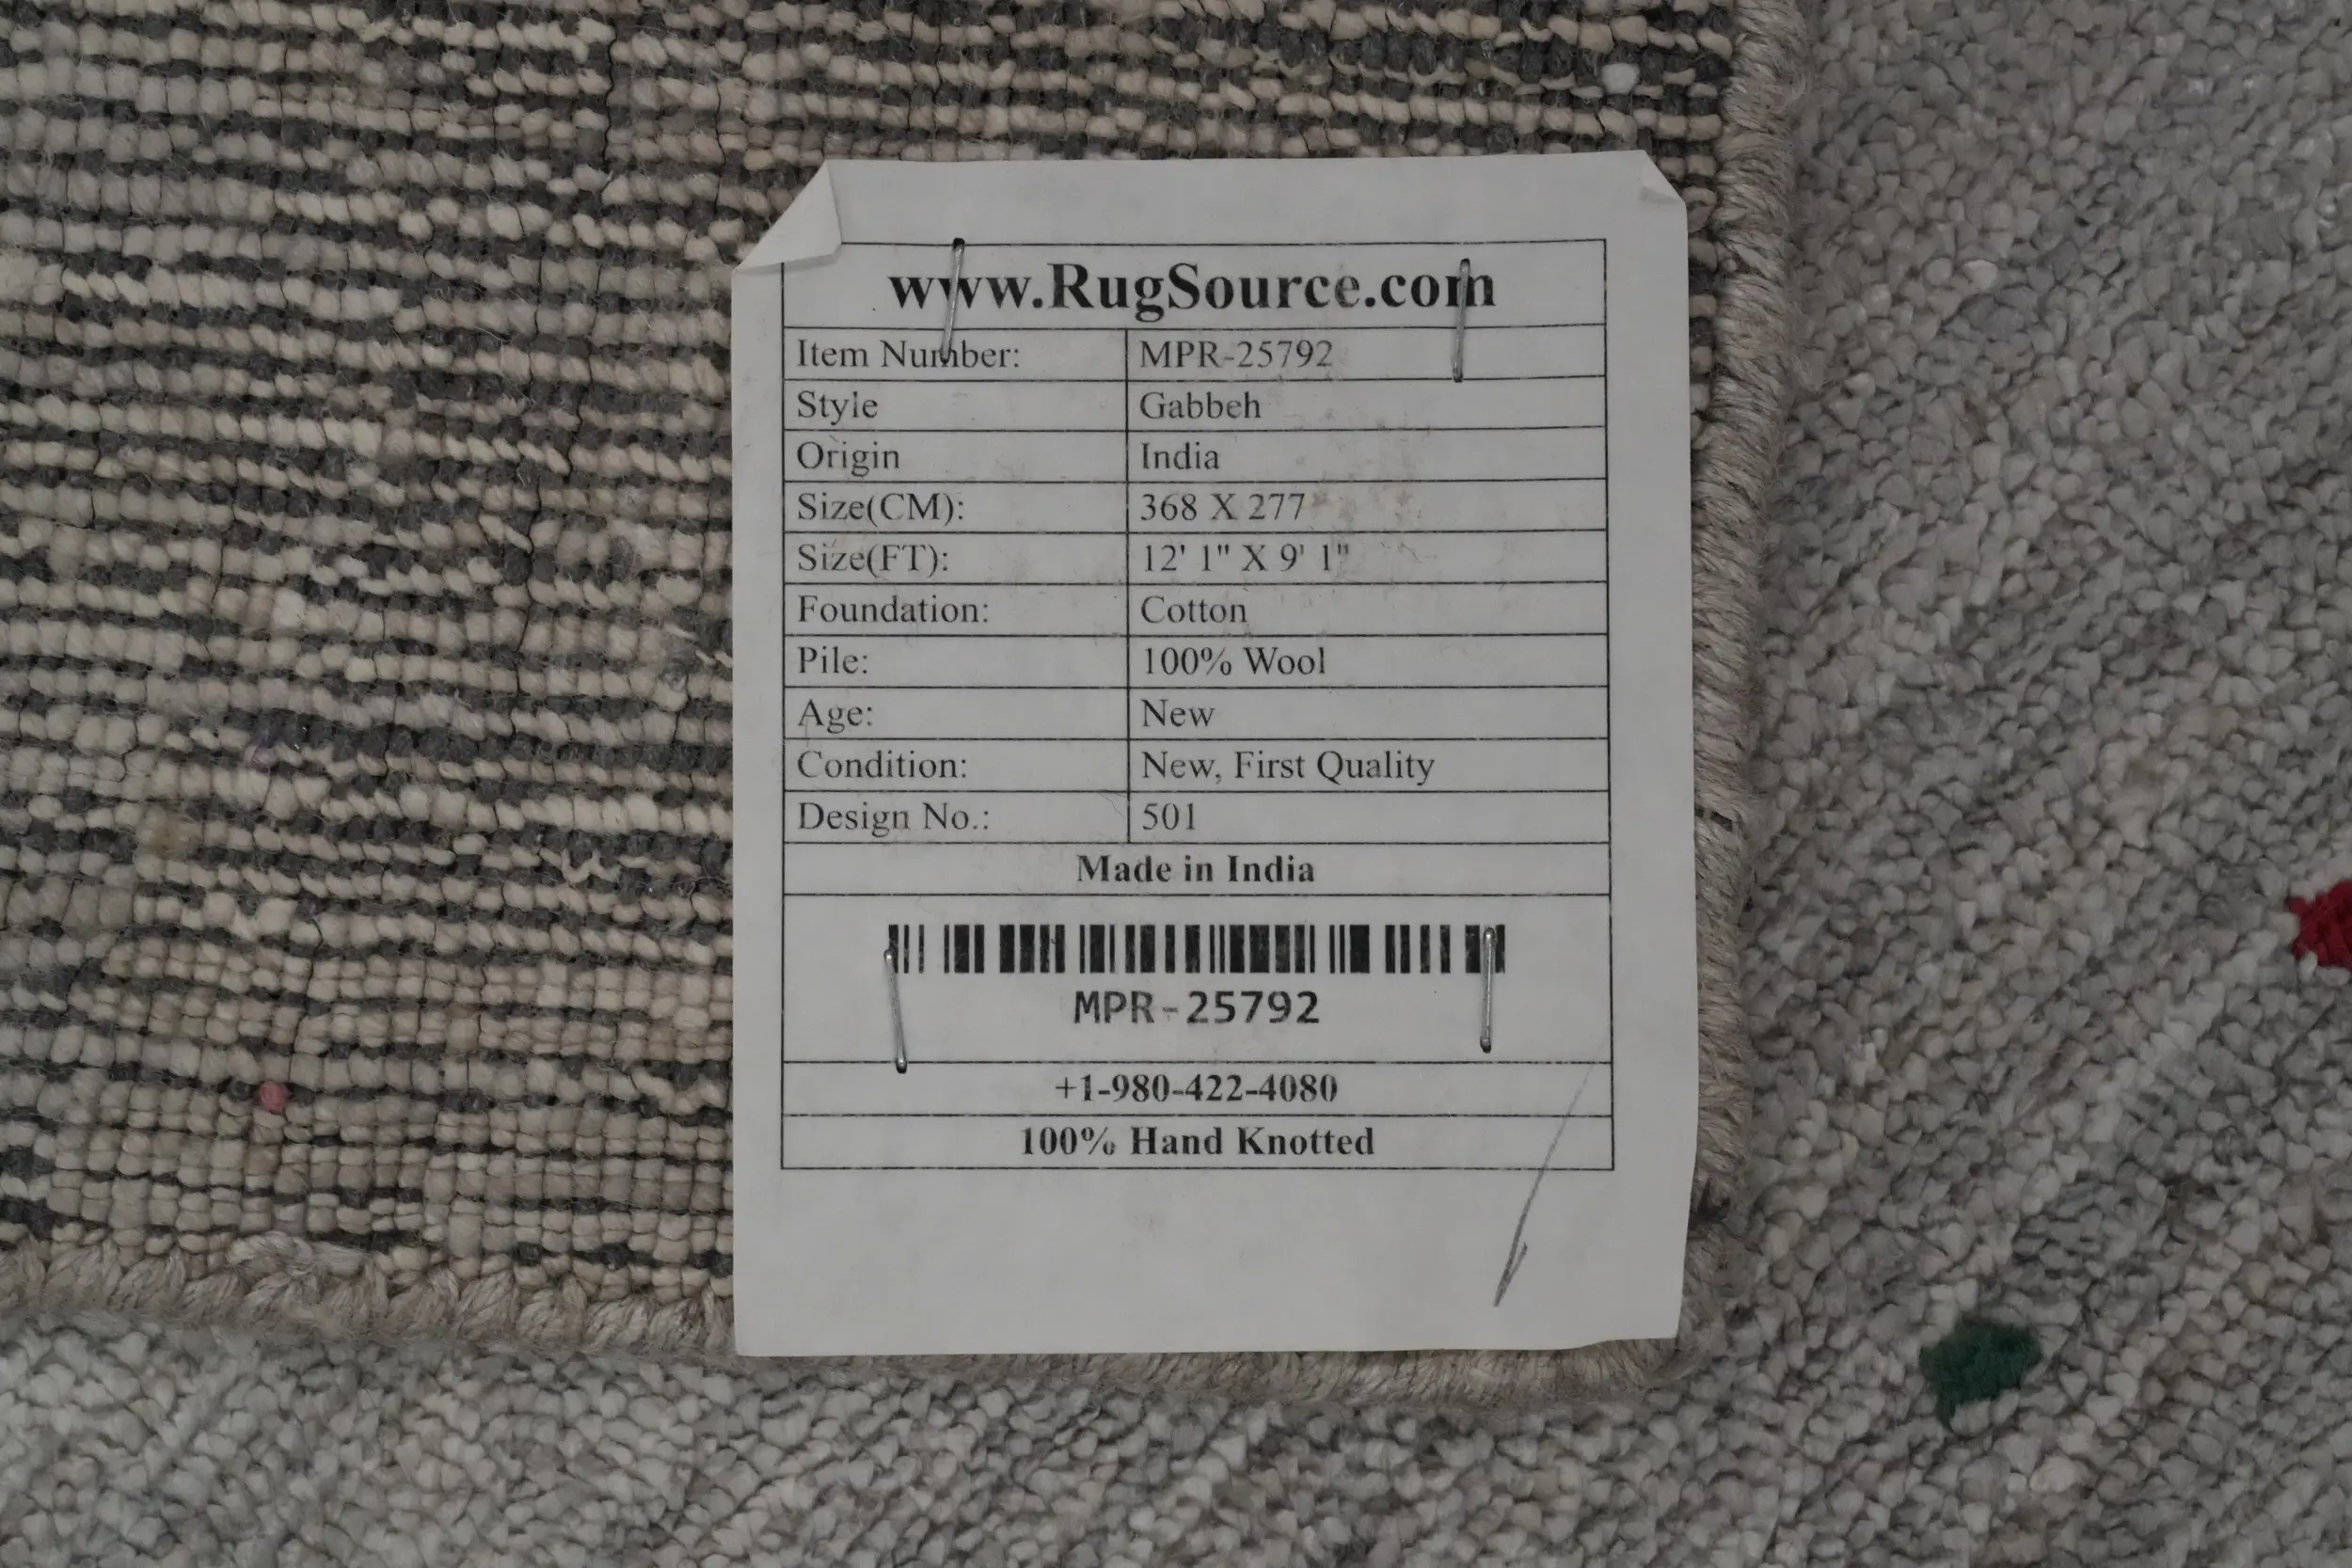 www.RugSource.com
Item Number: MPR-25792
Style Gabbeh
Origin India
Size(CM): 368 X 277
Size(FT): 12' 1" X 9' 1"
Foundation: Cotton
Pile: 100% Wool
Age: New
Condition: New, First Quality
Design No.: 501
Made in India
MPR-25792
+1-980-422-4080
100% Hand Knotted